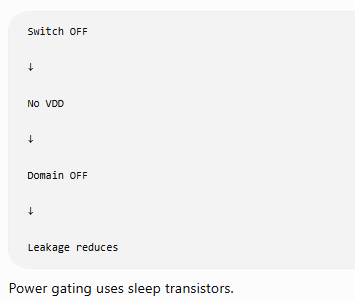 Switch OFF
↓
No VDD
↓
Domain OFF
↓
Leakage reduces
Power gating uses sleep transistors.